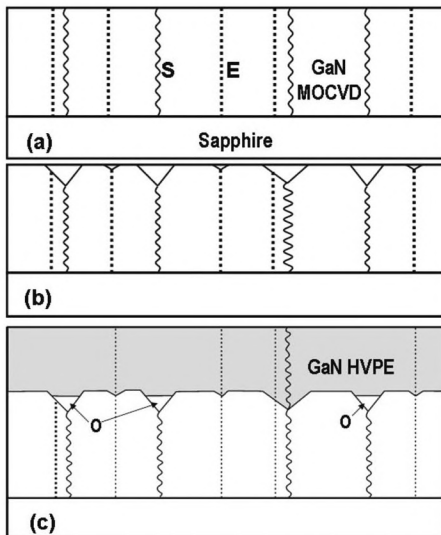 S E GaN
MOCVD
(a) Sapphire
(b)
GaN HVPE
O O
(c)